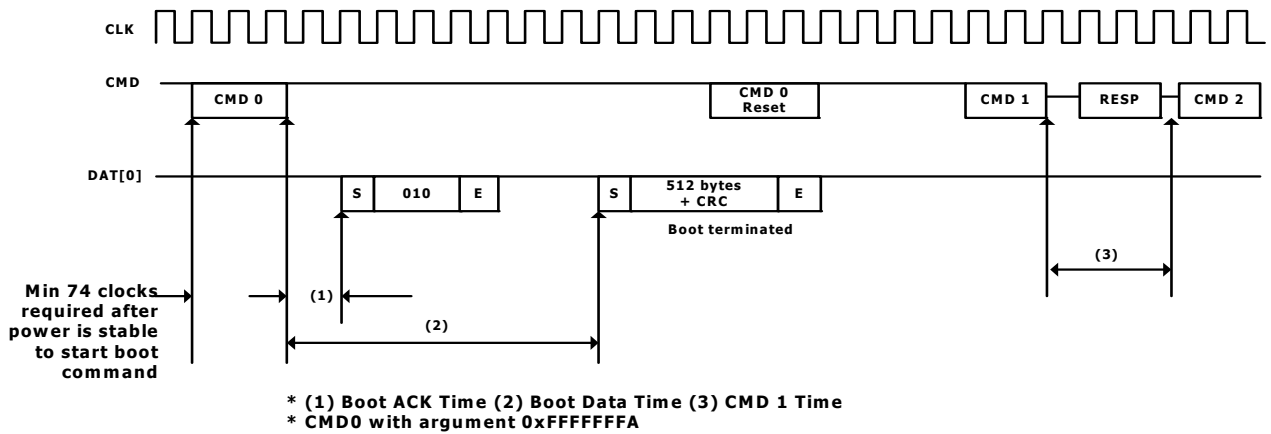 CLK
CMD
CMD 0
CMD 0
Reset
CMD 1
RESP
CMD 2
DAT[0]
S
010
E
S
512 bytes
+ CRC
E
Boot terminated
(1)
(2)
(3)
Min 74 clocks
required after
power is stable
to start boot
command
* (1) Boot ACK Time (2) Boot Data Time (3) CMD 1 Time
* CMD0 with argument 0xFFFFFFFA